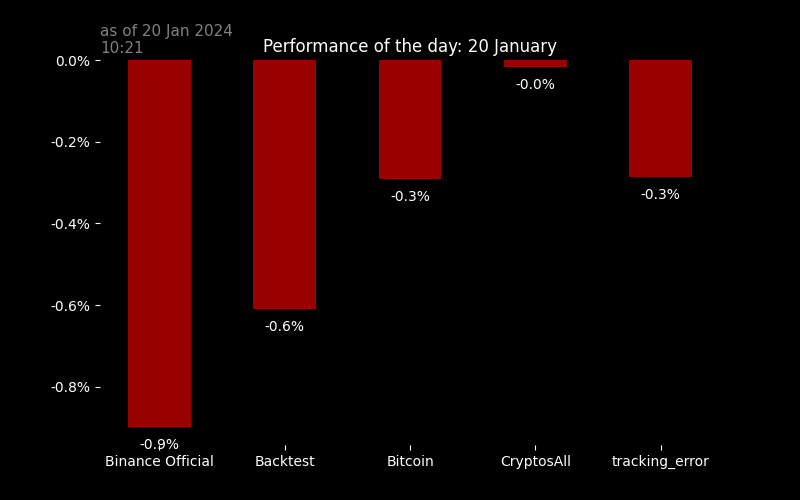 as of 20 Jan 2024
10:21
Performance of the day: 20 January
0.0%
-0.2%
-0.4%
-0.6%
-0.8%
-0.9%
-0.6%
-0.3%
-0.0%
-0.3%
Binance Official
Backtest
Bitcoin
CryptosAll
tracking_error